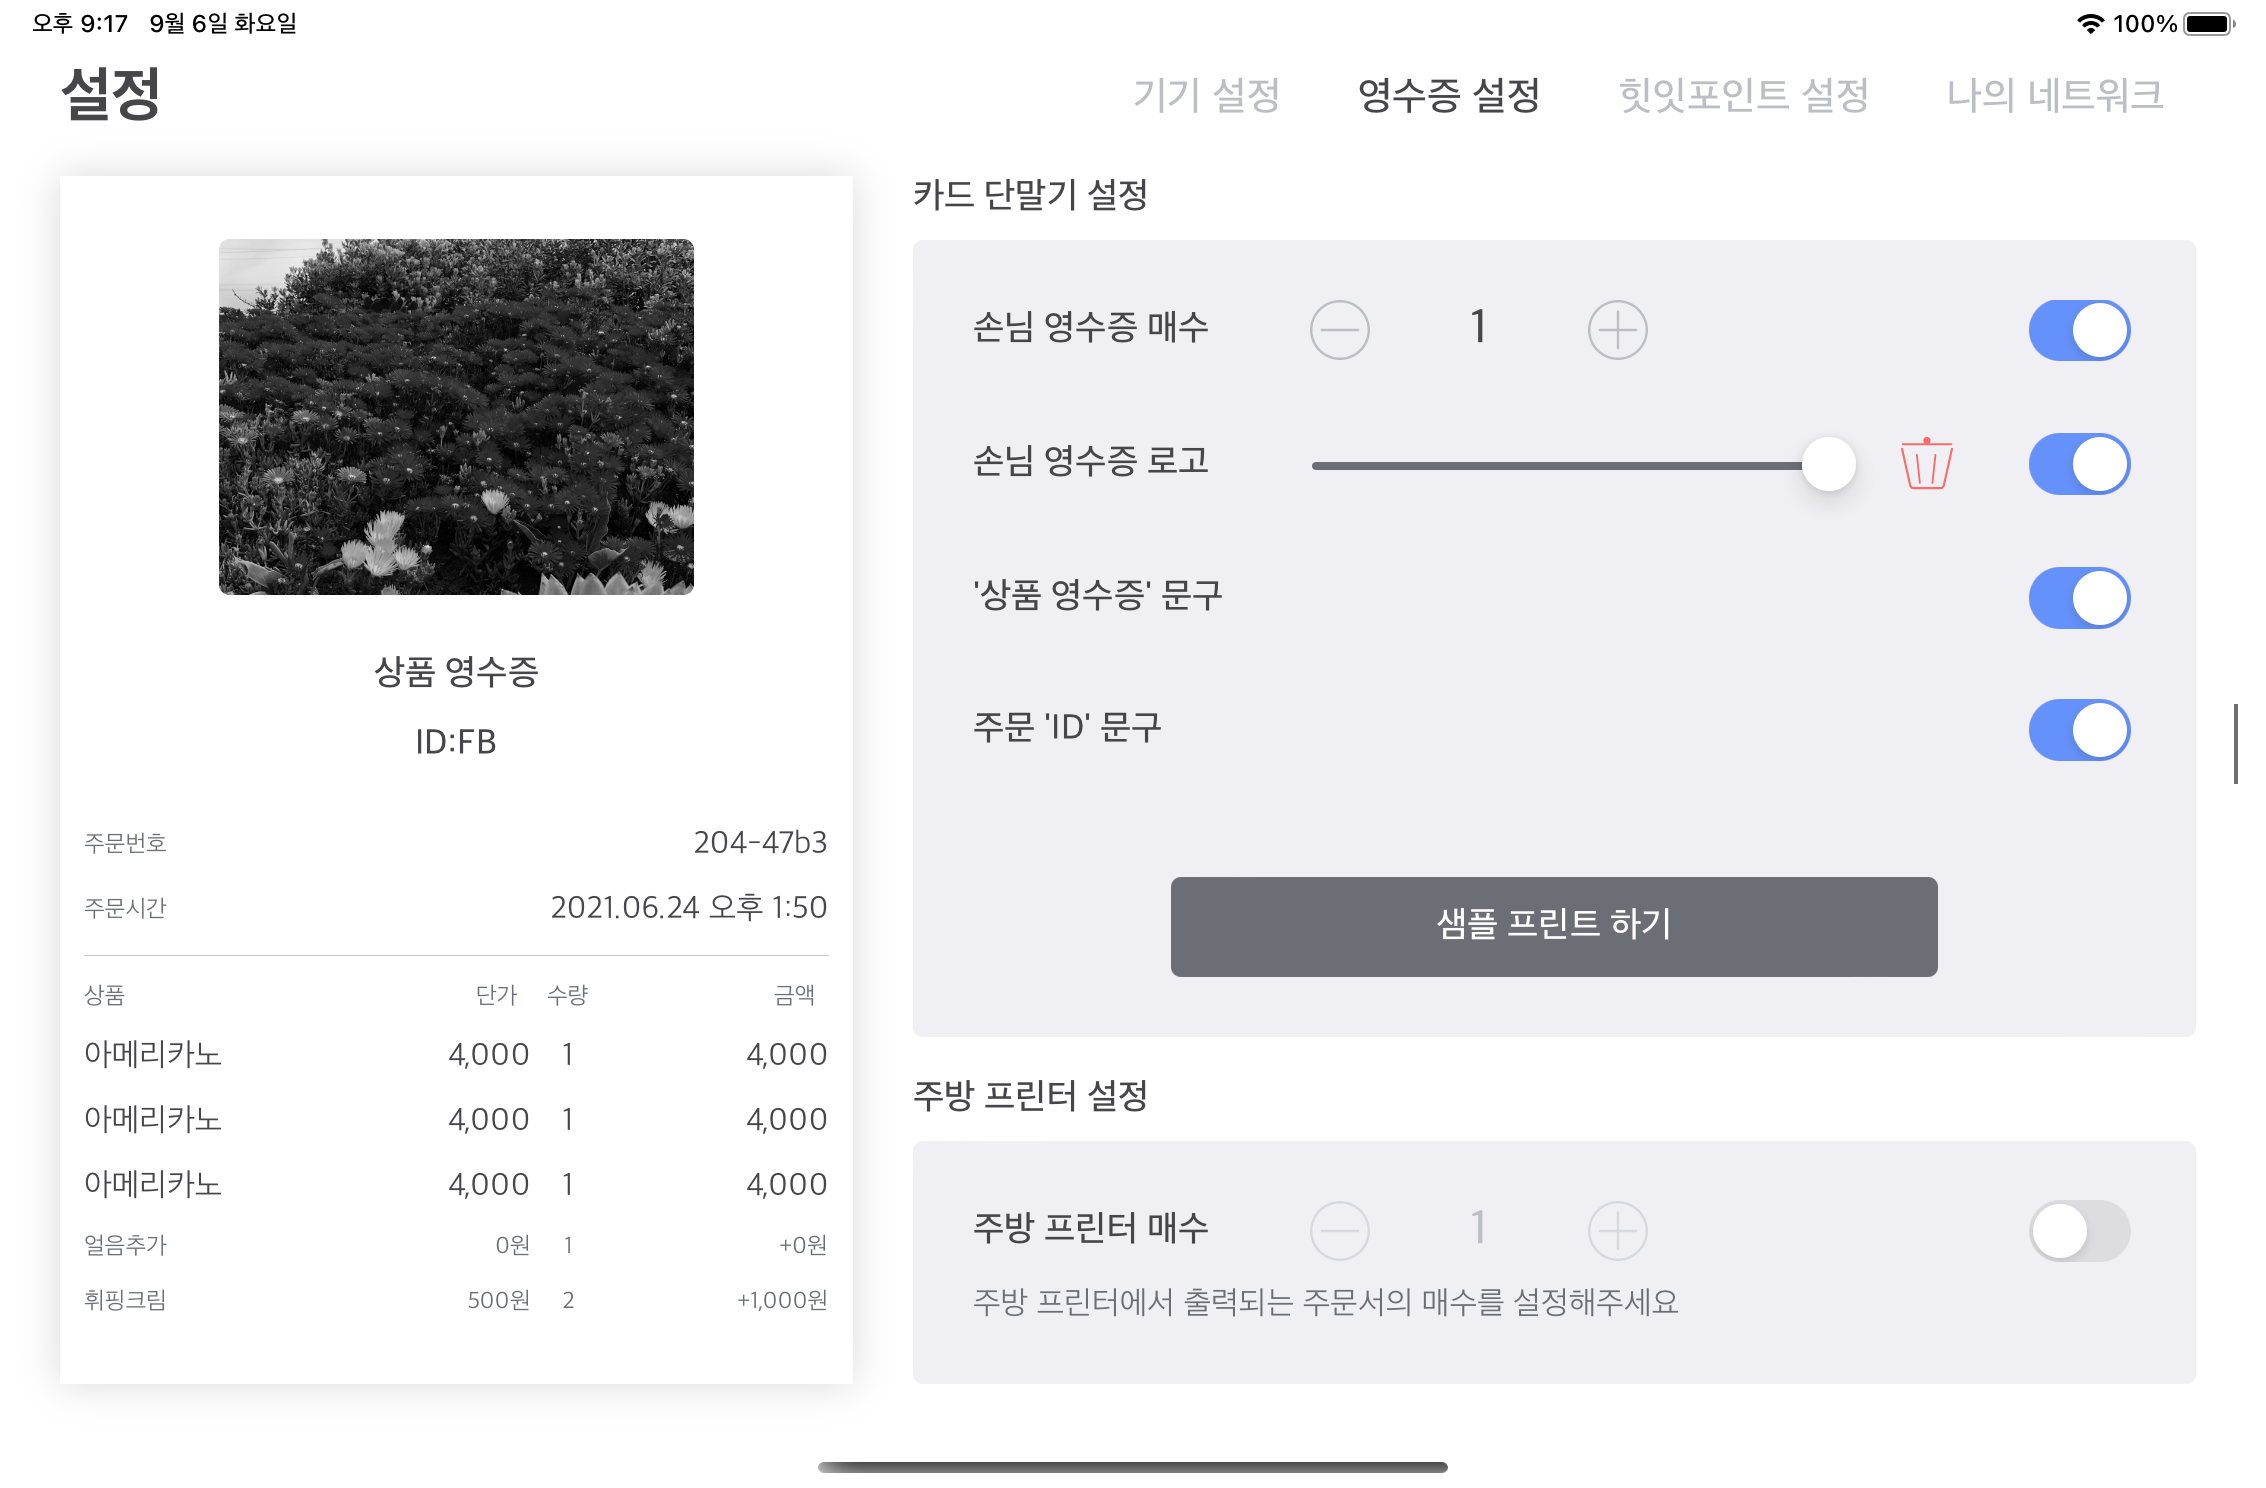 오후 9:17 9월 6일 화요일 100%
설정
기기 설정 영수증 설정 힛잇포인트 설정 나의 네트워크
상품 영수증
ID:FB
주문번호 204-47b3
주문시간 2021.06.24 오후 1:50
상품 단가 수량 금액
아메리카노 4,000 1 4,000
아메리카노 4,000 1 4,000
아메리카노 4,000 1 4,000
얼음추가 0원 1 +0원
휘핑크림 500원 2 +1,000원
카드 단말기 설정
손님 영수증 매수 1
손님 영수증 로고
'상품 영수증' 문구
주문 'ID' 문구
샘플 프린트 하기
주방 프린터 설정
주방 프린터 매수 1
주방 프린터에서 출력되는 주문서의 매수를 설정해주세요